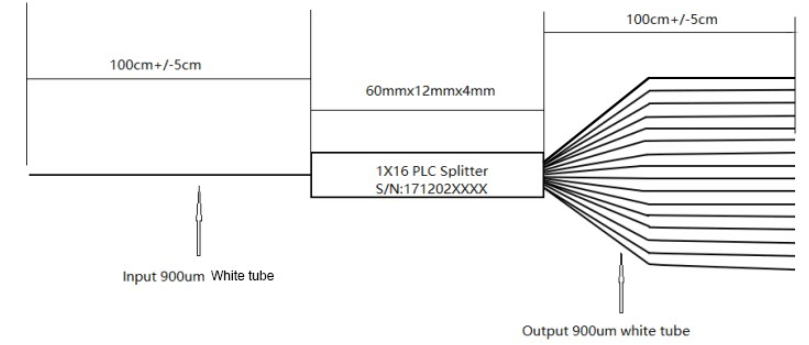 100cm+/-5cm
100cm+/-5cm
60mmx12mmx4mm
1X16 PLC Splitter
S/N:171202XXXX
Input 900um White tube
Output 900um white tube